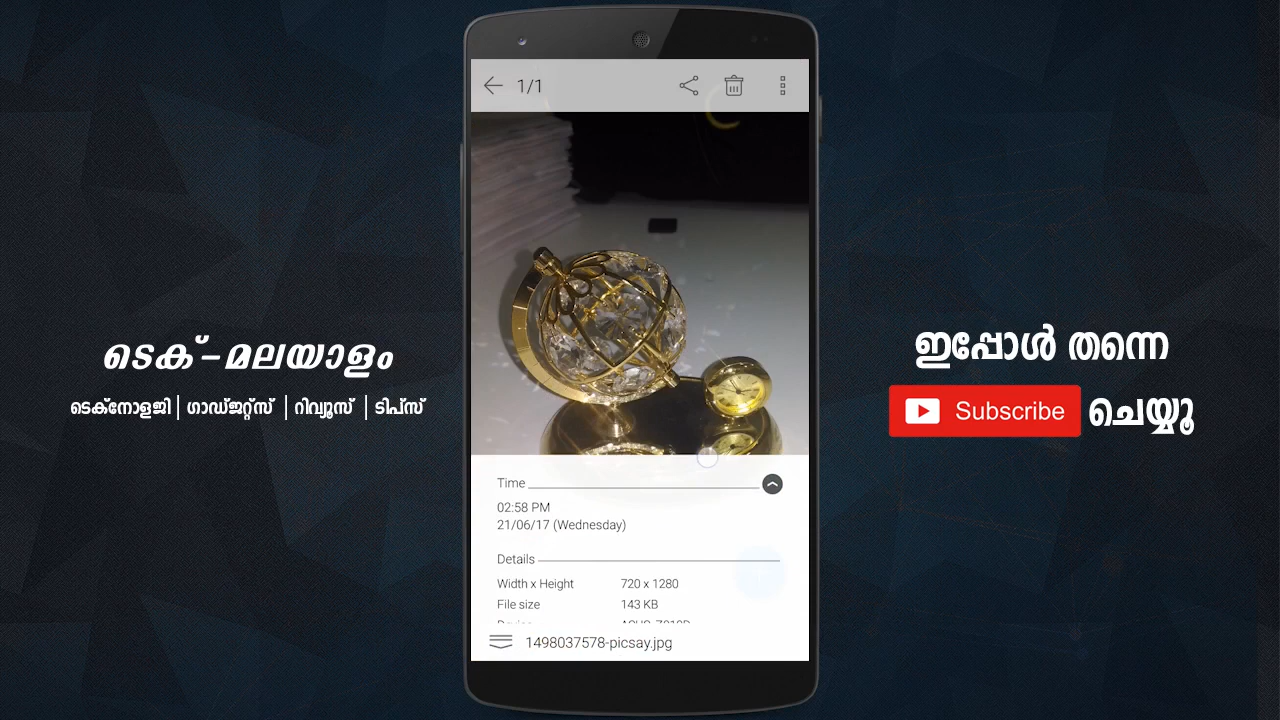 1/1
ടെക്-മലയാളം
ടെക്നോളജി | ഗാഡ്ജറ്റ്സ് | റിവ്യൂസ് | ടിപ്സ്
Time
02:58 PM
21/06/17 (Wednesday)
Details
Width x Height 720 x 1280
File size 143 KB
1498037578-picsay.jpg
ഇപ്പോൾ തന്നെ
Subscribe ചെയ്യൂ